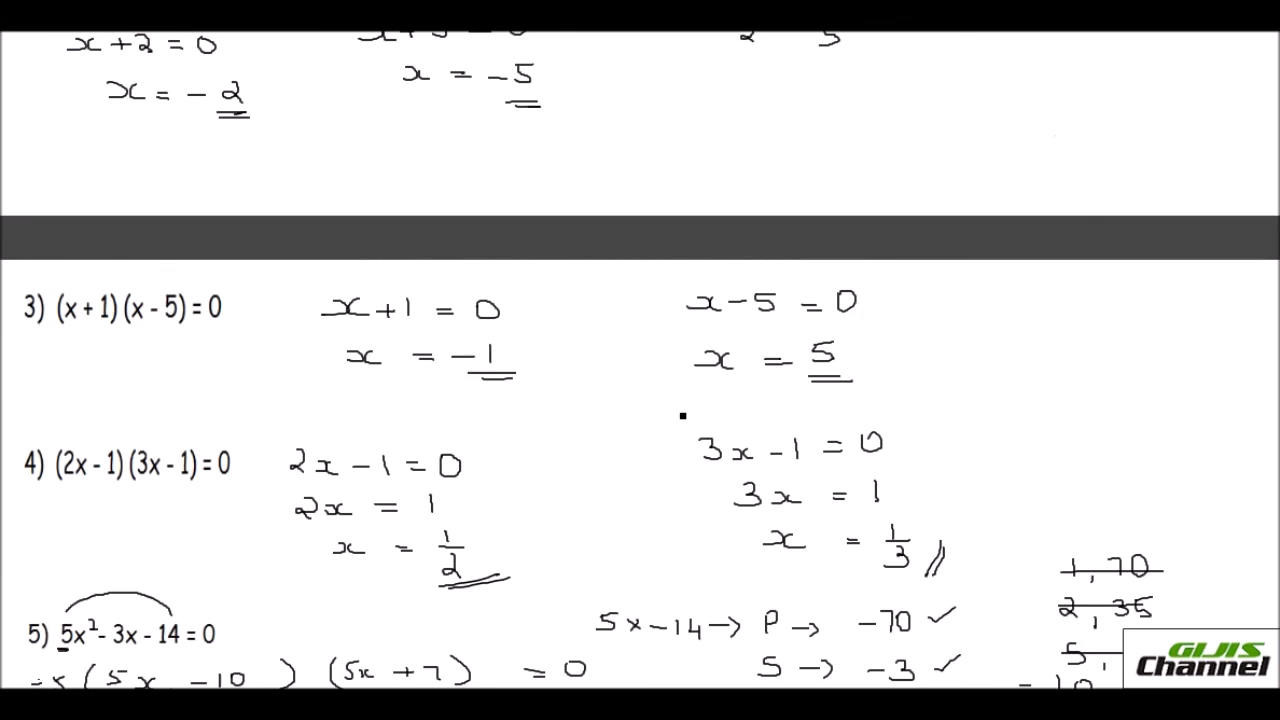 x + 2 = 0
x = - 2
x = - 5
3) (x + 1) (x - 5) = 0
x + 1 = 0
x = - 1
x - 5 = 0
x = 5
4) (2x - 1) (3x - 1) = 0
2x - 1 = 0
2x = 1
x = 1/2
3x - 1 = 0
3x = 1
x = 1/3 //
5) 5x² - 3x - 14 = 0
5 x -14 → P → -70 ✓
S → -3 ✓
(5x - 10 ) (5x + 7) = 0
1, 70
2, 35
5,
- 10
GIJIS
Channel